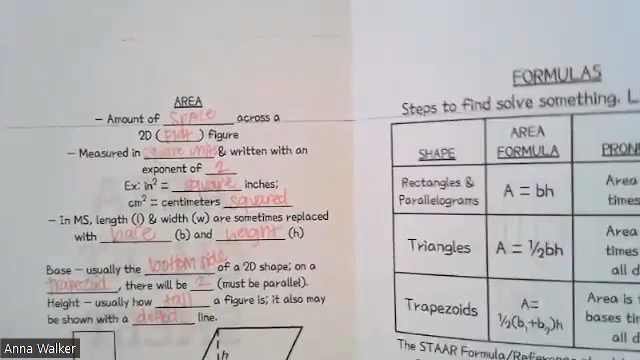 AREA
– Amount of space across a
2D (flat) figure
– Measured in square units & written with an
exponent of 2
Ex: in² = square inches;
cm² = centimeters squared
– In MS, length (l) & width (w) are sometimes replaced
with base (b) and height (h)
Base – usually the bottom side of a 2D shape; on a
trapezoid, there will be 2 (must be parallel).
Height – usually how tall a figure is; it also may
be shown with a dotted line.
h
FORMULAS
Steps to find solve something. L
SHAPE
AREA
FORMULA
PRON
Rectangles &
Parallelograms
A = bh
Area
times
Triangles
A = ½bh
Area
times
all d
Trapezoids
A=
½(b₁+b₂)h
Area is
bases tim
all d
The STAAR Formula/Reference
Anna Walker